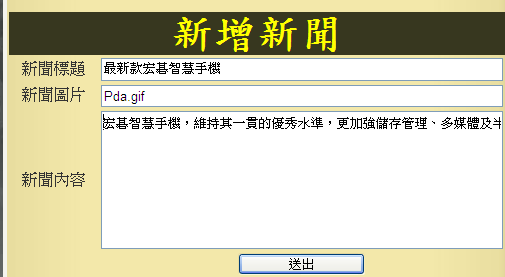 新增新聞
新聞標題 最新款宏碁智慧手機
新聞圖片 Pda.gif
宏碁智慧手機，維持其一貫的優秀水準，更加強儲存管理、多媒體及
新聞內容
送出